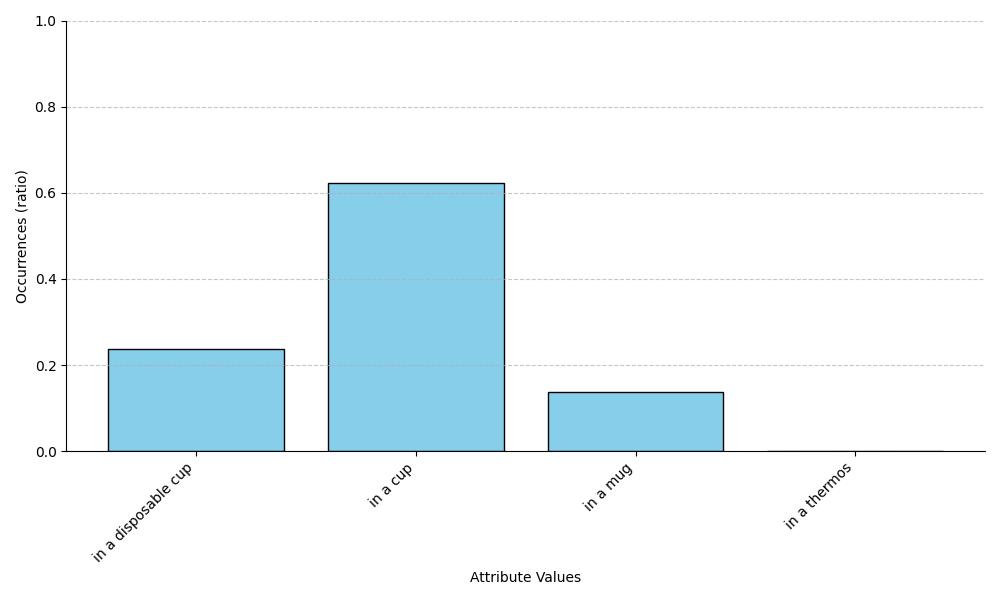 1.0
0.8
0.6
0.4
0.2
0.0
Occurrences (ratio)
in a disposable cup
in a cup
in a mug
in a thermos
Attribute Values